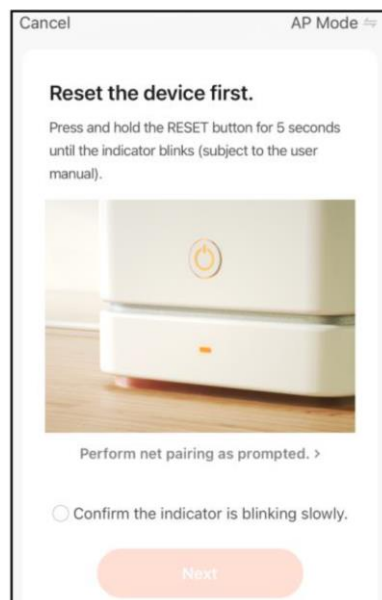 Cancel
AP Mode
Reset the device first.
Press and hold the RESET button for 5 seconds
until the indicator blinks (subject to the user
manual).
Perform net pairing as prompted. >
Confirm the indicator is blinking slowly.
Next